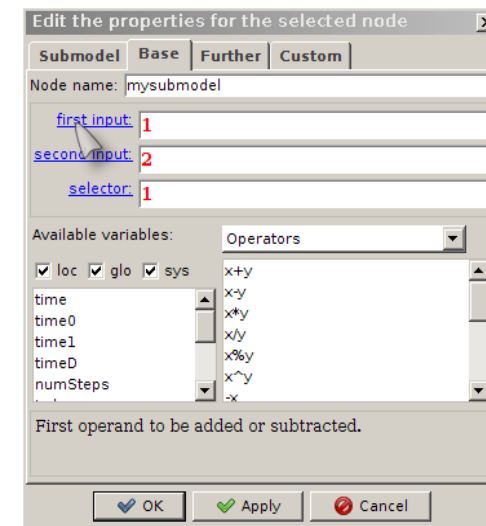 Edit the properties for the selected node
Submodel Base Further Custom
Node name: mysubmodel
first input: 1
second input: 2
selector: 1
Available variables: Operators
loc glo sys
time
time0
time1
timeD
numSteps
x+y
x-y
x*y
x/y
x%y
x^y
-x
First operand to be added or subtracted.
OK Apply Cancel